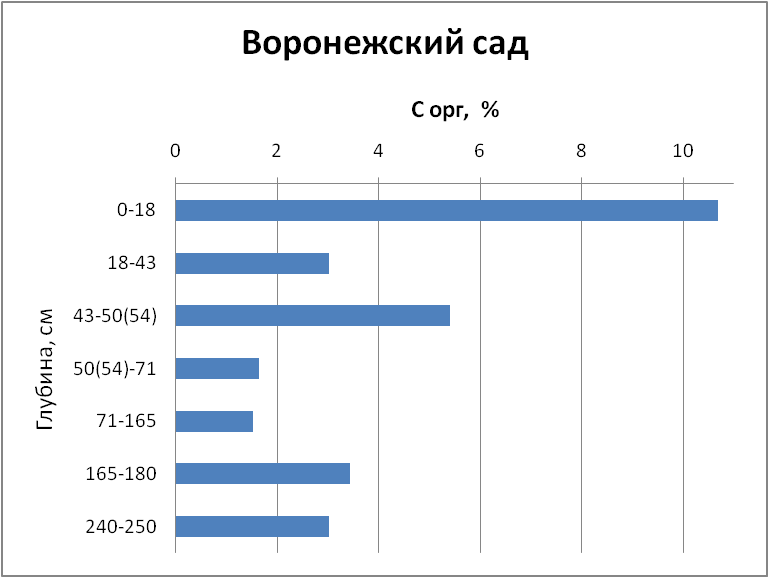 Воронежский сад
С орг, %
0 2 4 6 8 10
0-18
18-43
43-50(54)
50(54)-71
71-165
165-180
240-250
Глубина, см